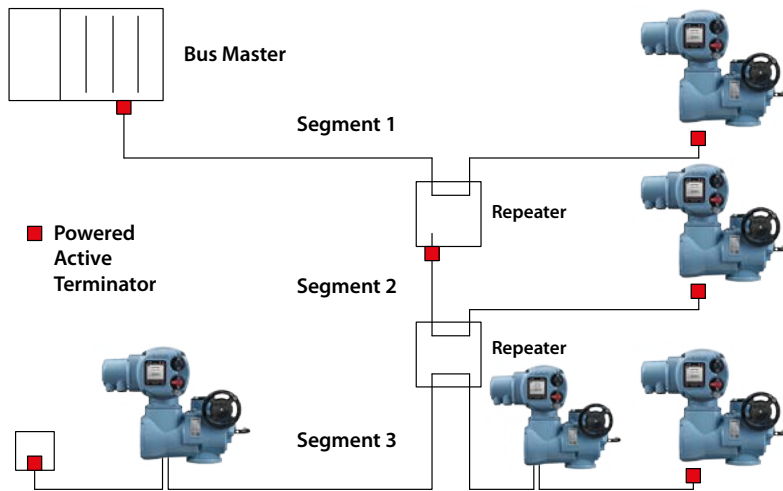 Bus Master
Segment 1
Repeater
Powered
Active
Terminator
Segment 2
Repeater
Segment 3